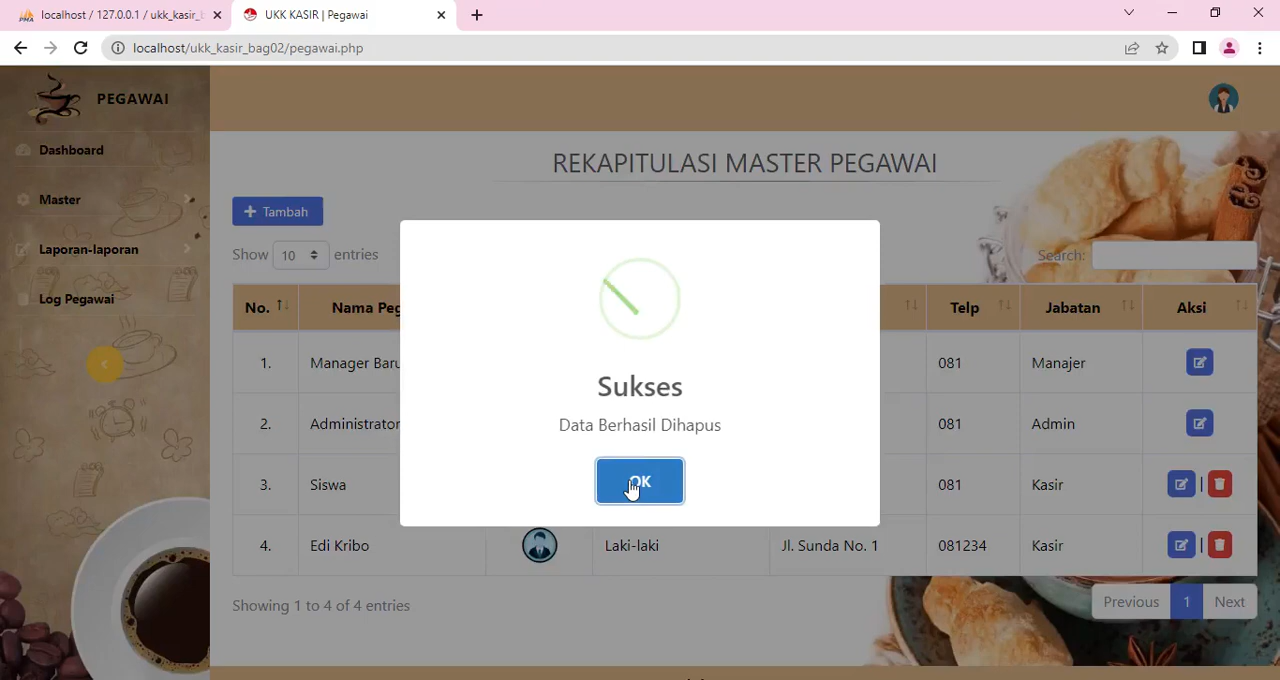 localhost / 127.0.0.1 / ukk_kasir_b
UKK KASIR | Pegawai
localhost/ukk_kasir_bag02/pegawai.php
PEGAWAI
Dashboard
Master
Laporan-laporan
Log Pegawai
REKAPITULASI MASTER PEGAWAI
Tambah
Show 10 entries
Search:
No. Nama Peg Telp Jabatan Aksi
1. Manager Baru 081 Manajer
2. Administrator 081 Admin
3. Siswa 081 Kasir |
4. Edi Kribo Laki-laki Jl. Sunda No. 1 081234 Kasir |
Sukses
Data Berhasil Dihapus
OK
Showing 1 to 4 of 4 entries
Previous 1 Next